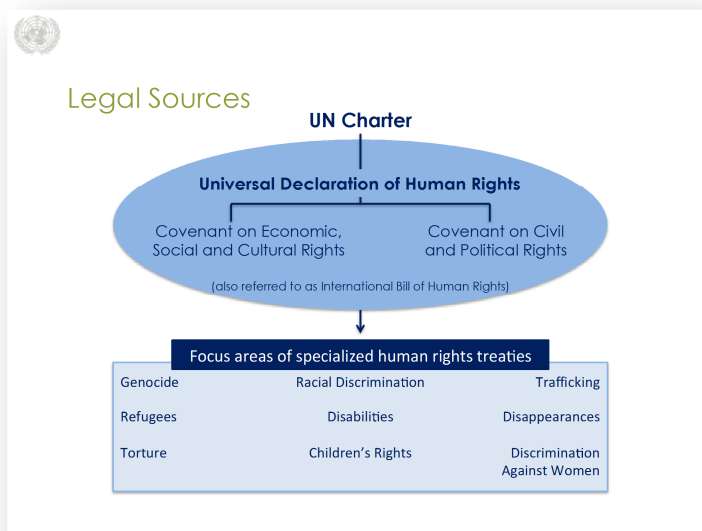 Legal Sources
UN Charter
Universal Declaration of Human Rights
Covenant on Economic,
Social and Cultural Rights
Covenant on Civil
and Political Rights
(also referred to as International Bill of Human Rights)
Focus areas of specialized human rights treaties
Genocide
Racial Discrimination
Trafficking
Refugees
Disabilities
Disappearances
Torture
Children's Rights
Discrimination
Against Women